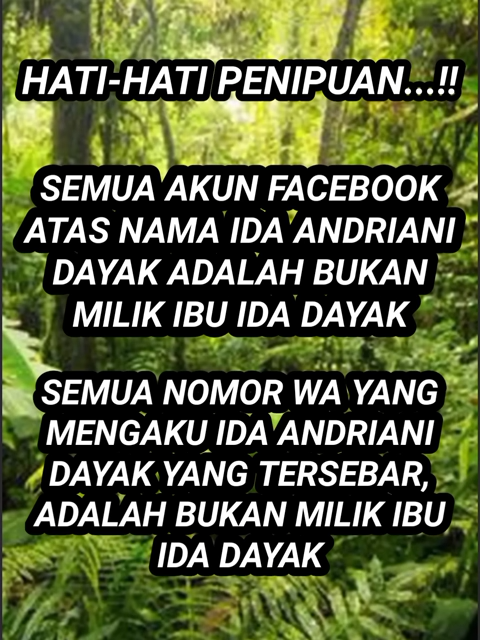 HATI-HATI PENIPUAN...!!
SEMUA AKUN FACEBOOK
ATAS NAMA IDA ANDRIANI
DAYAK ADALAH BUKAN
MILIK IBU IDA DAYAK
SEMUA NOMOR WA YANG
MENGAKU IDA ANDRIANI
DAYAK YANG TERSEBAR,
ADALAH BUKAN MILIK IBU
IDA DAYAK